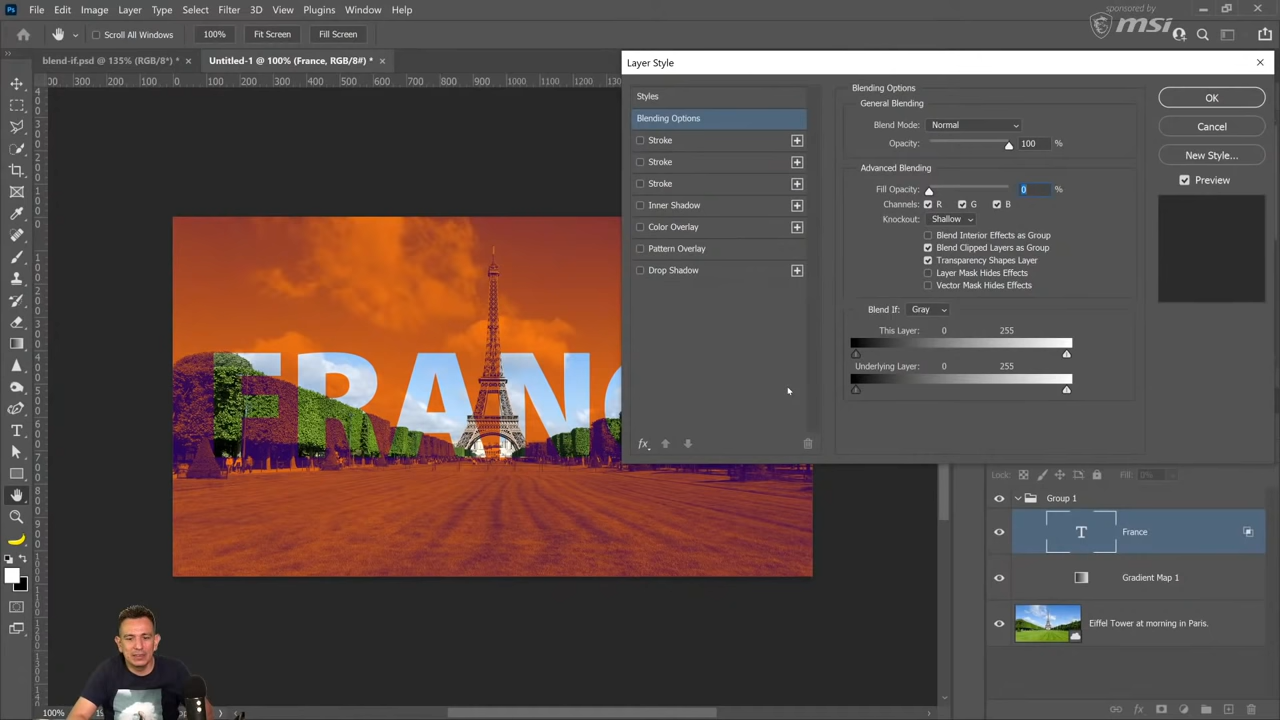 Ps File Edit Image Layer Type Select Filter 3D View Plugins Window Help
sponsored by
msi
Scroll All Windows 100% Fit Screen Fill Screen
blend-if.psd @ 135% (RGB/8*) * × Untitled-1 @ 100% (France, RGB/8#) * ×
Layer Style
Styles
Blending Options
Stroke
Stroke
Stroke
Inner Shadow
Color Overlay
Pattern Overlay
Drop Shadow
fx
Blending Options
General Blending
Blend Mode: Normal
Opacity: 100 %
Advanced Blending
Fill Opacity: 0 %
Channels: R G B
Knockout: Shallow
Blend Interior Effects as Group
Blend Clipped Layers as Group
Transparency Shapes Layer
Layer Mask Hides Effects
Vector Mask Hides Effects
Blend If: Gray
This Layer: 0 255
Underlying Layer: 0 255
OK
Cancel
New Style...
Preview
FRANC
Lock: Fill: 0%
Group 1
T France
Gradient Map 1
Eiffel Tower at morning in Paris.
100%